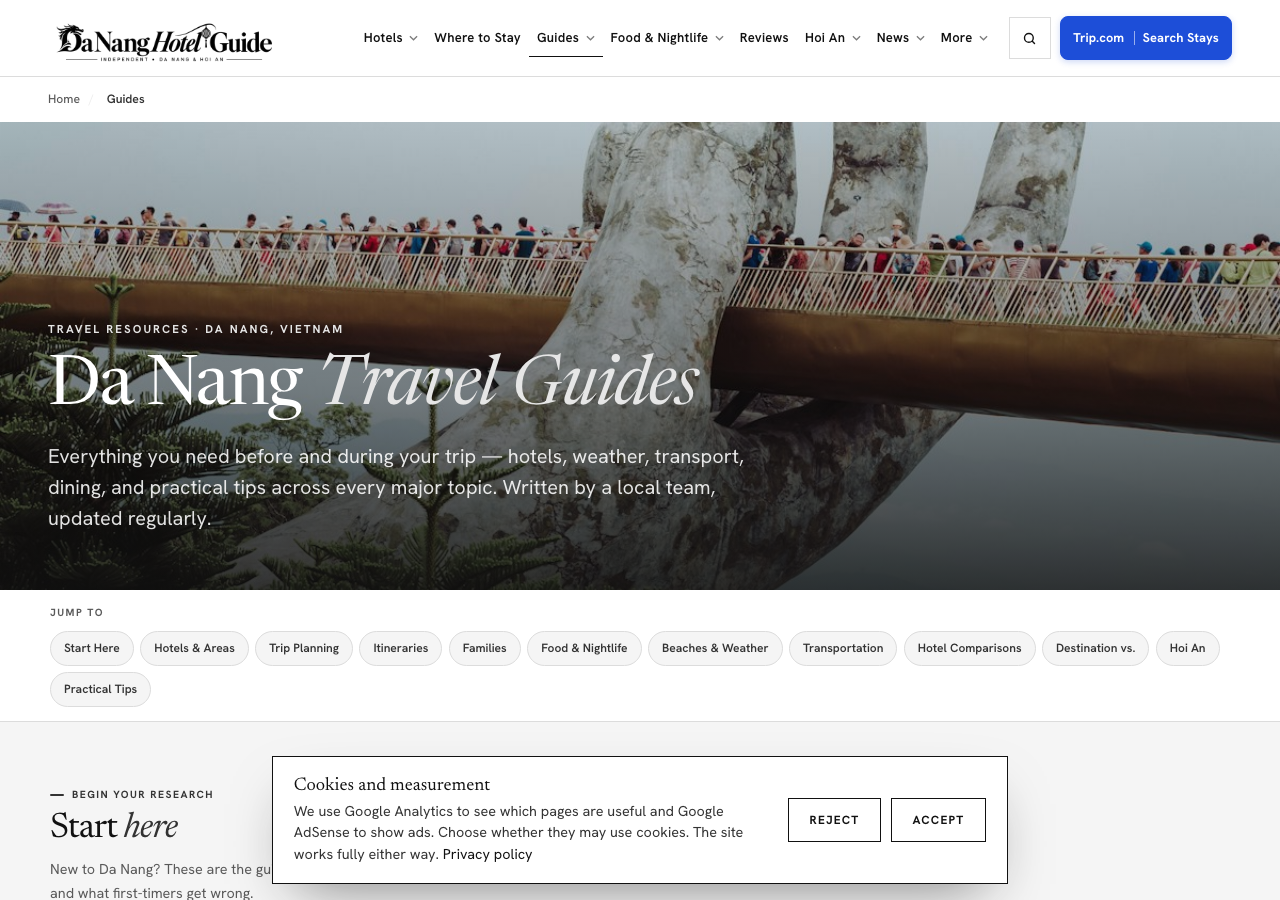 Da Nang Hotel Guide
INDEPENDENT • DA NANG & HOI AN
Hotels
Where to Stay
Guides
Food & Nightlife
Reviews
Hoi An
News
More
Trip.com | Search Stays
Home / Guides
TRAVEL RESOURCES · DA NANG, VIETNAM
Da Nang Travel Guides
Everything you need before and during your trip — hotels, weather, transport,
dining, and practical tips across every major topic. Written by a local team,
updated regularly.
JUMP TO
Start Here
Hotels & Areas
Trip Planning
Itineraries
Families
Food & Nightlife
Beaches & Weather
Transportation
Hotel Comparisons
Destination vs.
Hoi An
Practical Tips
BEGIN YOUR RESEARCH
Start here
New to Da Nang? These are the gu
and what first-timers get wrong.
Cookies and measurement
We use Google Analytics to see which pages are useful and Google
AdSense to show ads. Choose whether they may use cookies. The site
works fully either way. Privacy policy
REJECT
ACCEPT